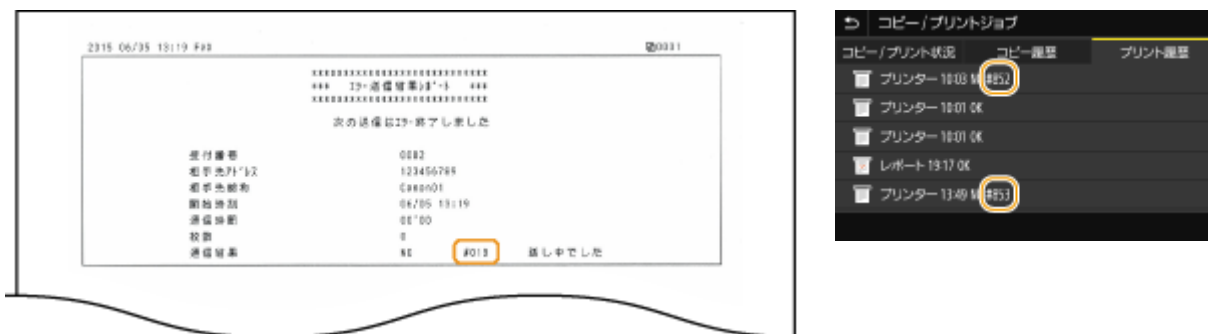 2015 06/05 13:19 FAX
0001
****************************
*** ｴﾗｰ送信結果ﾚﾎﾟｰﾄ ***
****************************
次の送信はｴﾗｰ終了しました
受付番号 0082
相手先ｱﾄﾞﾚｽ 123456789
相手先略称 Canon01
開始時刻 06/05 13:19
通信時間 00'00
枚数 0
通信結果 NG #018 話し中でした
コピー/プリントジョブ
コピー/プリント状況 コピー履歴 プリント履歴
プリンター 10:03 NG #852
プリンター 10:01 OK
プリンター 10:01 OK
レポート 19:17 OK
プリンター 13:49 NG #853